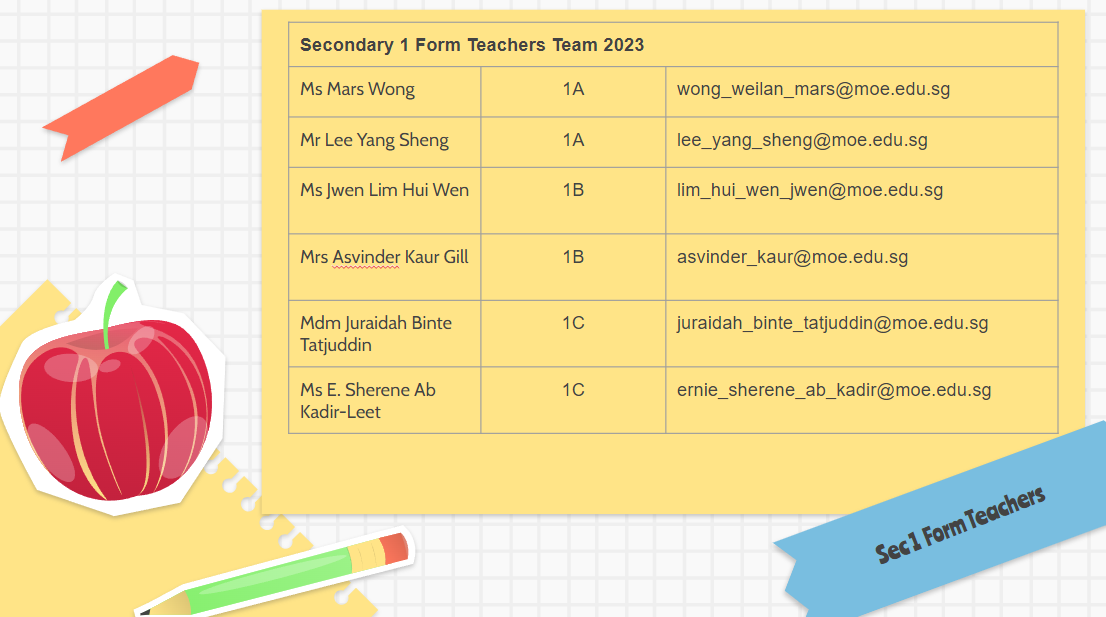 Secondary 1 Form Teachers Team 2023
Ms Mars Wong 1A wong_weilan_mars@moe.edu.sg
Mr Lee Yang Sheng 1A lee_yang_sheng@moe.edu.sg
Ms Jwen Lim Hui Wen 1B lim_hui_wen_jwen@moe.edu.sg
Mrs Asvinder Kaur Gill 1B asvinder_kaur@moe.edu.sg
Mdm Juraidah Binte 1C juraidah_binte_tatjuddin@moe.edu.sg
Tatjuddin
Ms E. Sherene Ab 1C ernie_sherene_ab_kadir@moe.edu.sg
Kadir-Leet
Sec 1 Form Teachers